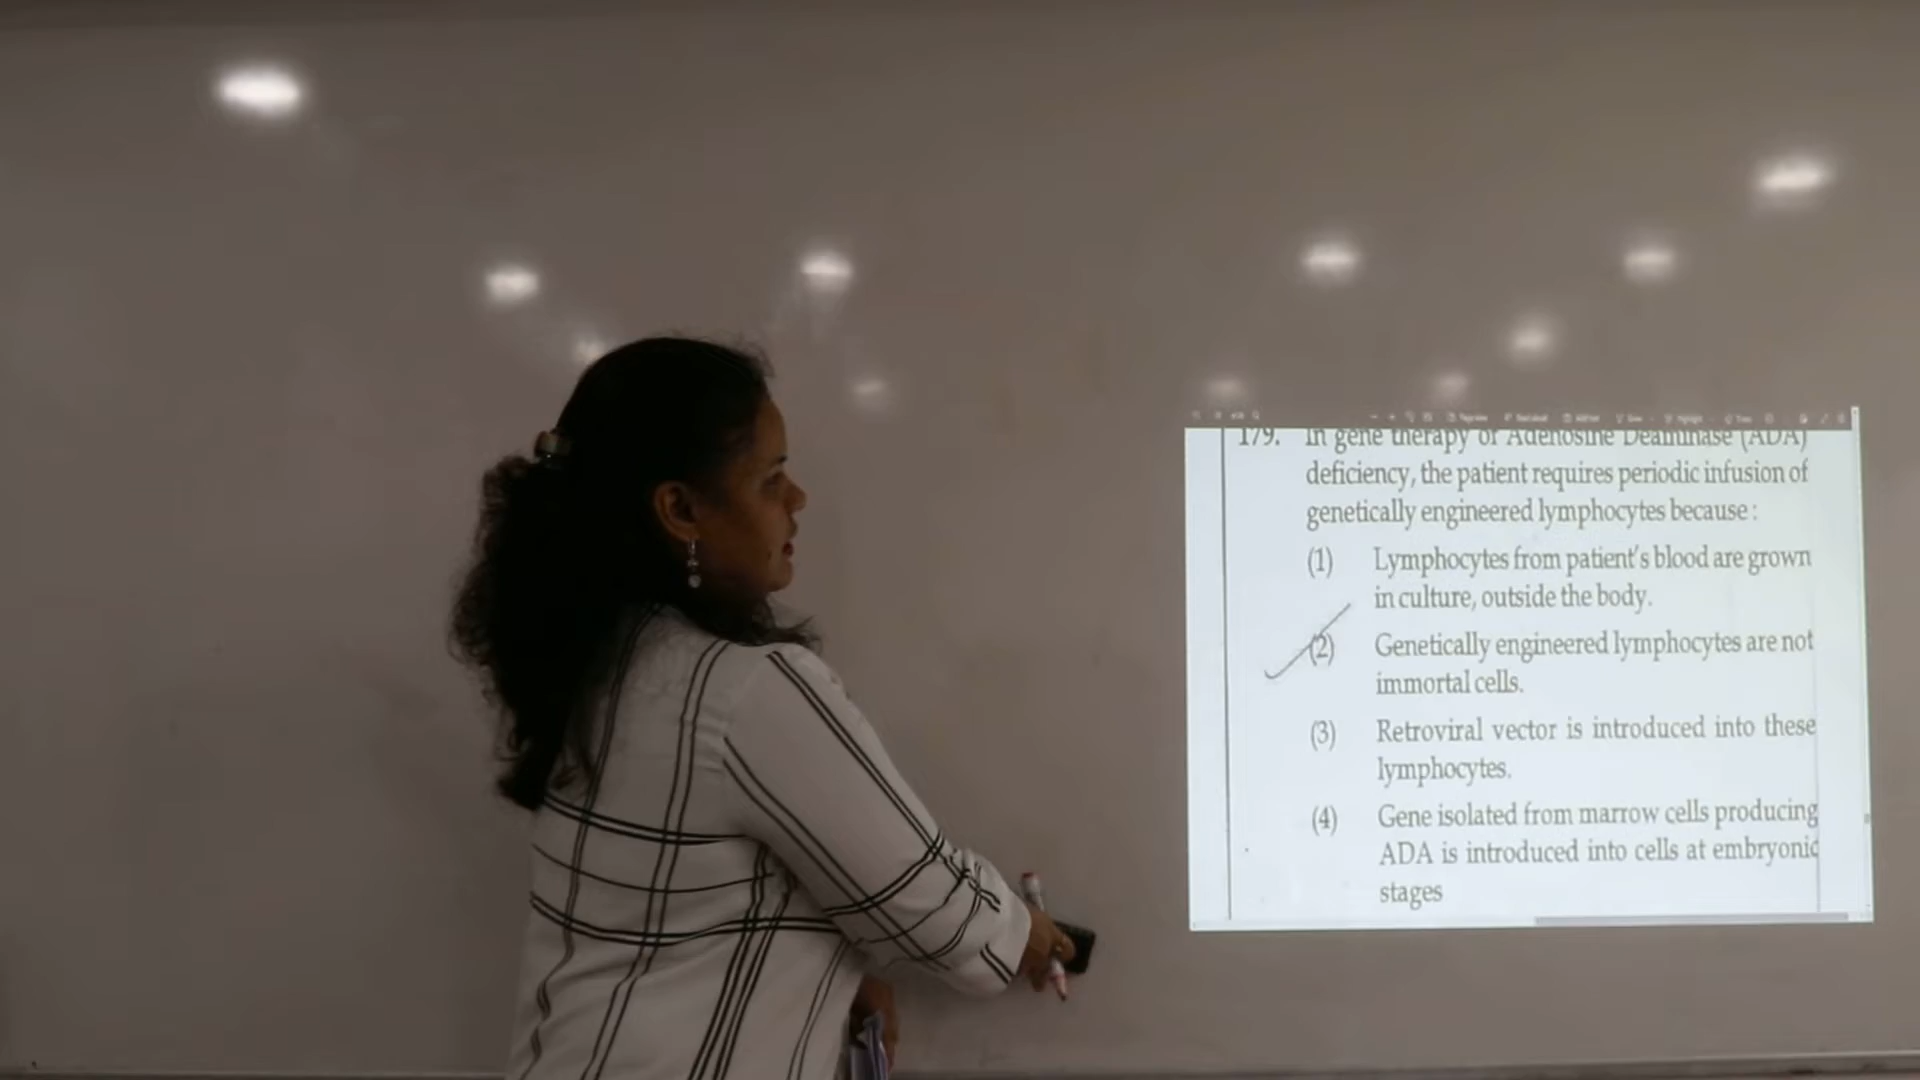 179. In gene therapy of Adenosine Deaminase (ADA)
deficiency, the patient requires periodic infusion of
genetically engineered lymphocytes because :
(1) Lymphocytes from patient's blood are grown
in culture, outside the body.
(2) Genetically engineered lymphocytes are not
immortal cells.
(3) Retroviral vector is introduced into these
lymphocytes.
(4) Gene isolated from marrow cells producing
ADA is introduced into cells at embryonic
stages